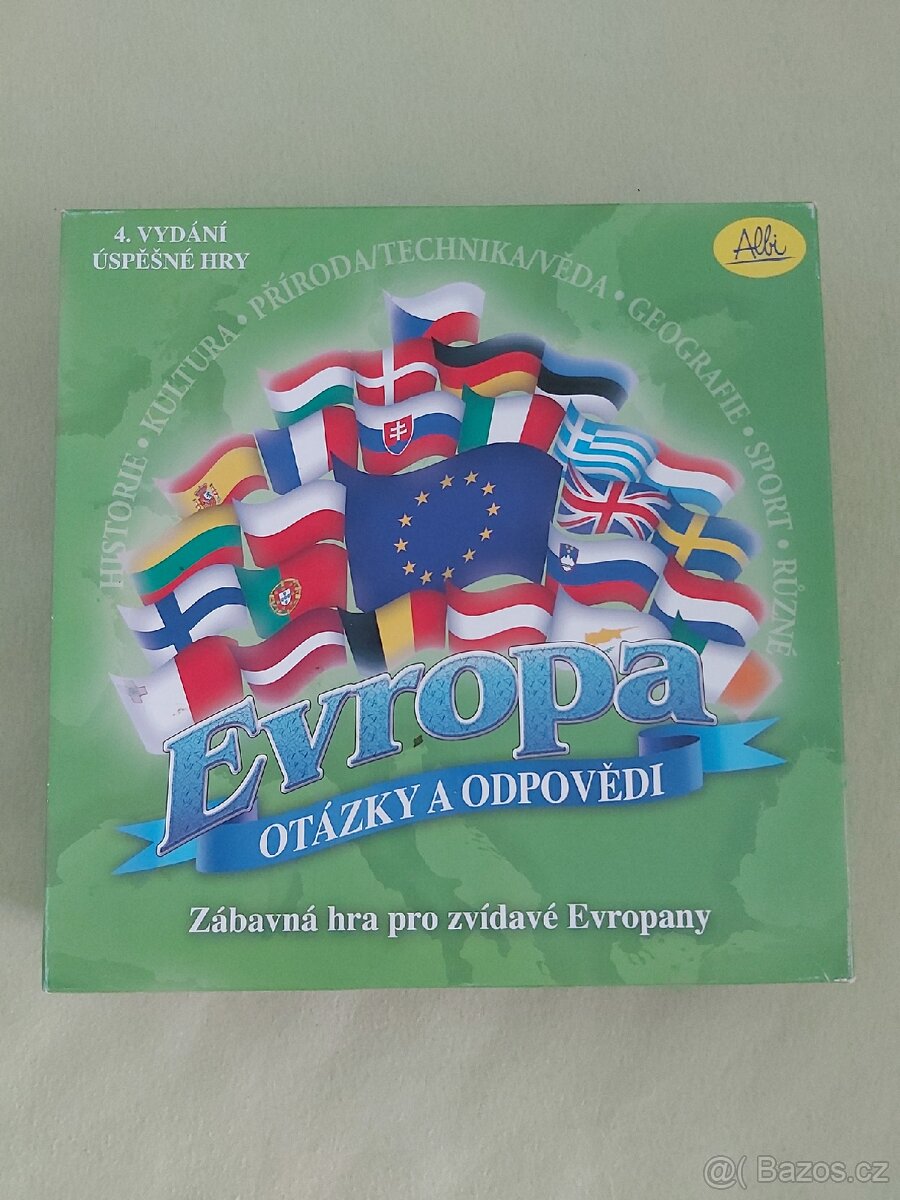 4. VYDÁNÍ
ÚSPĚŠNÉ HRY
Albi
HISTORIE • KULTURA • PŘÍRODA/TECHNIKA/VĚDA • GEOGRAFIE • SPORT • RŮZNÉ
Evropa
OTÁZKY A ODPOVĚDI
Zábavná hra pro zvídavé Evropany
@( Bazos.cz